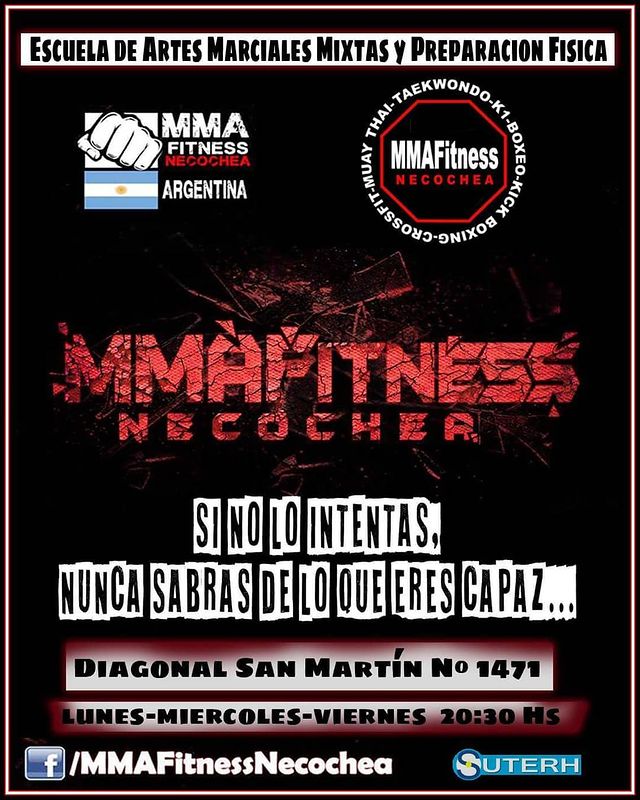 Escuela de Artes Marciales Mixtas y Preparacion Fisica
MMA
FITNESS
NECOCHEA
ARGENTINA
MUAY THAI-TAEKWONDO-K1-BOXEO-KICK BOXING-CROSSFIT-
MMAFitness
NECOCHEA
MMAFITNESS
NECOCHEA
SI NO LO INTENTAS,
NUNCA SABRAS DE LO QUE ERES CAPAZ...
Diagonal San Martín Nº 1471
LUNES-MIERCOLES-VIERNES 20:30 Hs
f /MMAFitnessNecochea
SUTERH